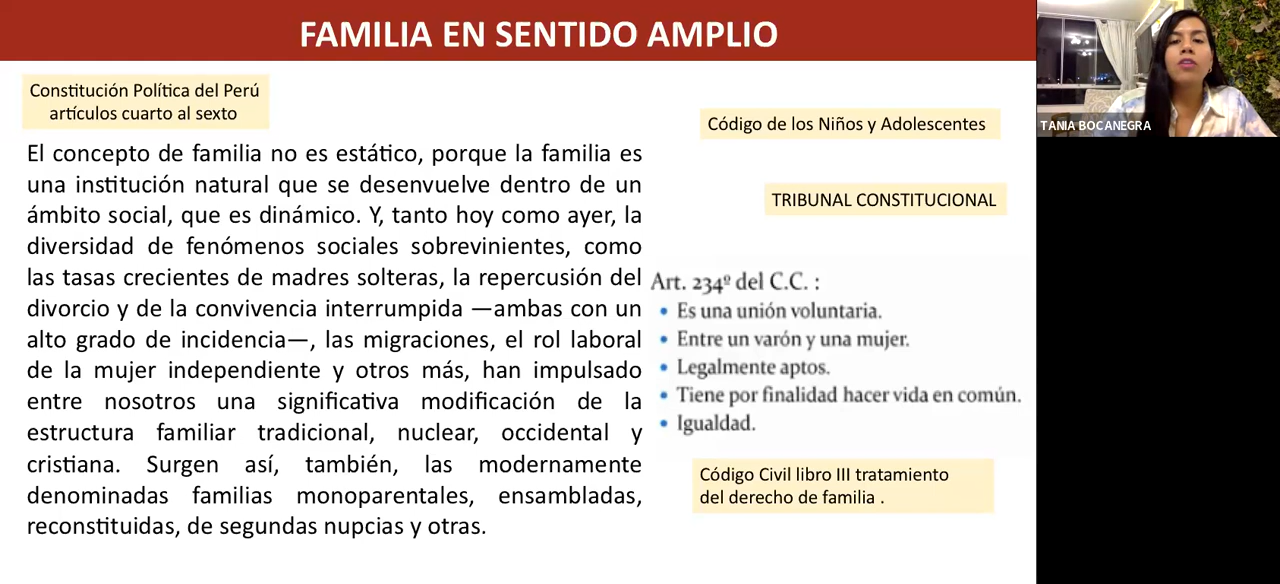 FAMILIA EN SENTIDO AMPLIO
Constitución Política del Perú
artículos cuarto al sexto
El concepto de familia no es estático, porque la familia es
una institución natural que se desenvuelve dentro de un
ámbito social, que es dinámico. Y, tanto hoy como ayer, la
diversidad de fenómenos sociales sobrevinientes, como
las tasas crecientes de madres solteras, la repercusión del
divorcio y de la convivencia interrumpida —ambas con un
alto grado de incidencia—, las migraciones, el rol laboral
de la mujer independiente y otros más, han impulsado
entre nosotros una significativa modificación de la
estructura familiar tradicional, nuclear, occidental y
cristiana. Surgen así, también, las modernamente
denominadas familias monoparentales, ensambladas,
reconstituidas, de segundas nupcias y otras.
Código de los Niños y Adolescentes
TRIBUNAL CONSTITUCIONAL
Art. 234º del C.C. :
• Es una unión voluntaria.
• Entre un varón y una mujer.
• Legalmente aptos.
• Tiene por finalidad hacer vida en común.
• Igualdad.
Código Civil libro III tratamiento
del derecho de familia .
TANIA BOCANEGRA